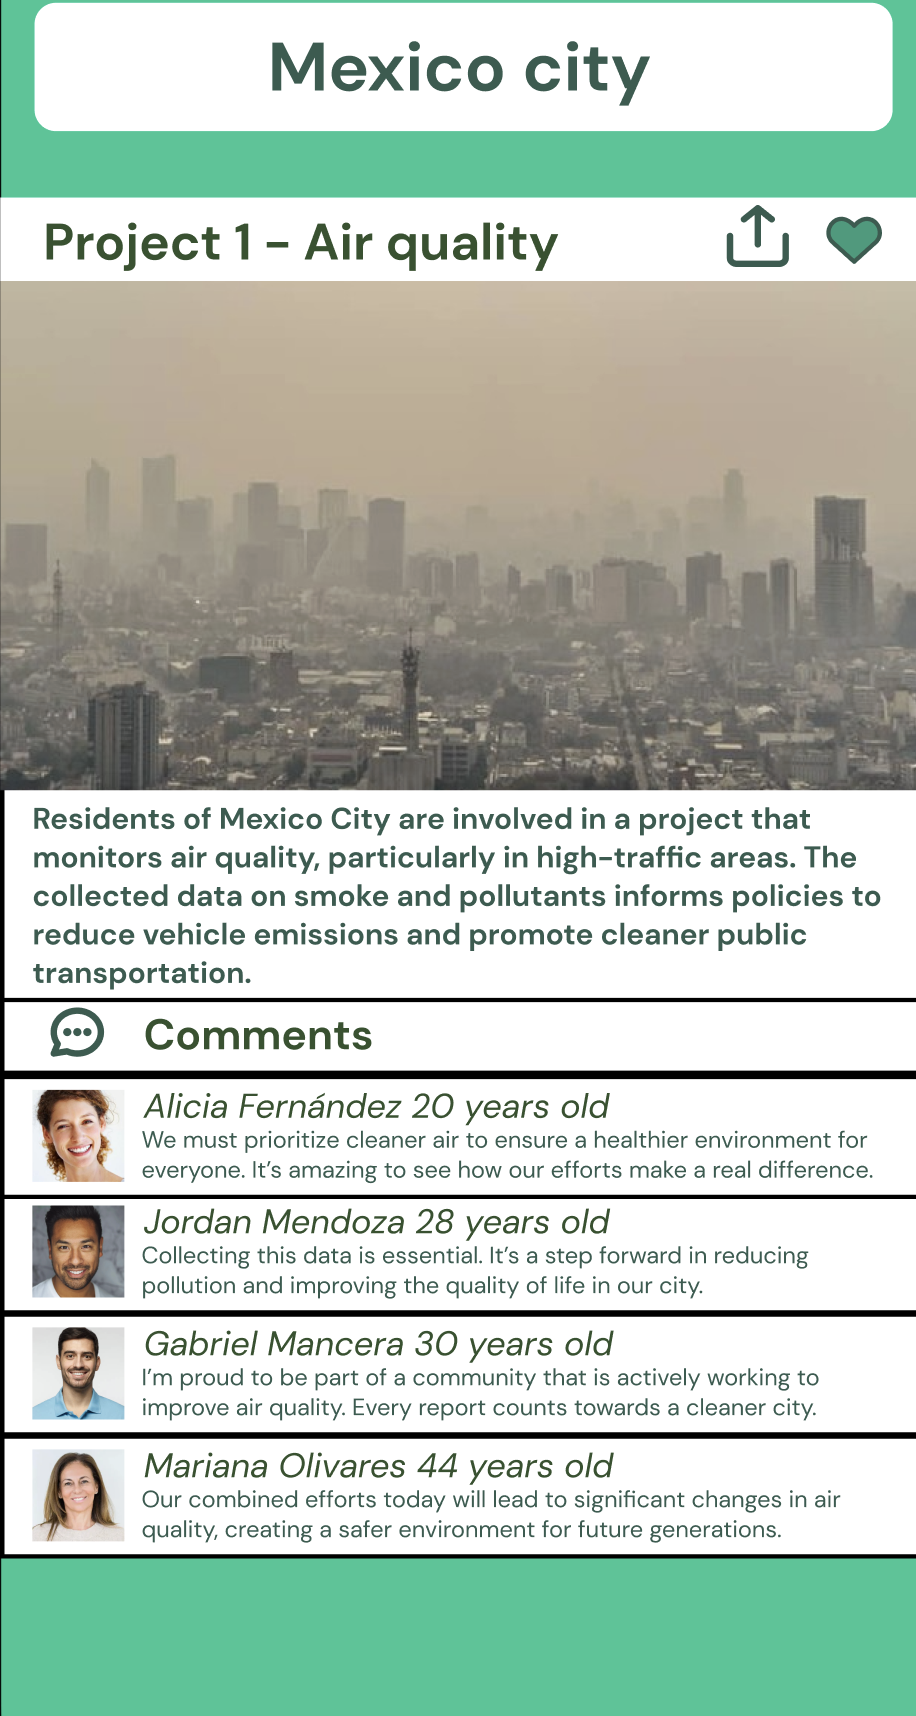 Mexico city
Project 1 - Air quality
Residents of Mexico City are involved in a project that
monitors air quality, particularly in high-traffic areas. The
collected data on smoke and pollutants informs policies to
reduce vehicle emissions and promote cleaner public
transportation.
Comments
Alicia Fernández 20 years old
We must prioritize cleaner air to ensure a healthier environment for
everyone. It's amazing to see how our efforts make a real difference.
Jordan Mendoza 28 years old
Collecting this data is essential. It's a step forward in reducing
pollution and improving the quality of life in our city.
Gabriel Mancera 30 years old
I'm proud to be part of a community that is actively working to
improve air quality. Every report counts towards a cleaner city.
Mariana Olivares 44 years old
Our combined efforts today will lead to significant changes in air
quality, creating a safer environment for future generations.